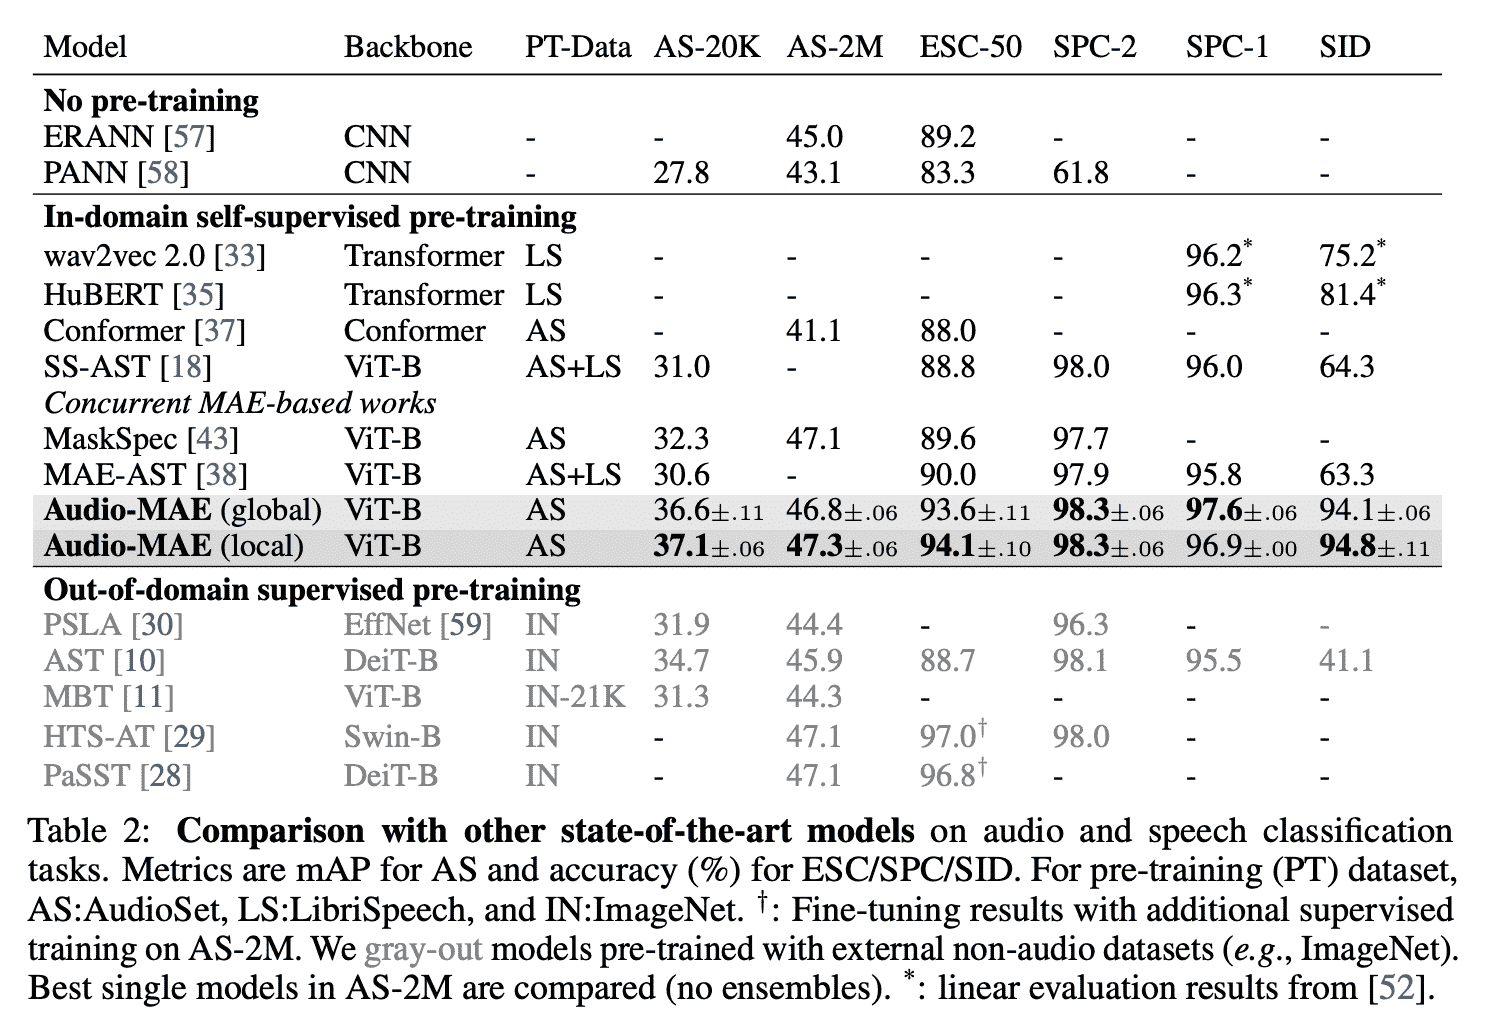 Model Backbone PT-Data AS-20K AS-2M ESC-50 SPC-2 SPC-1 SID
No pre-training
ERANN [57] CNN - - 45.0 89.2 - - -
PANN [58] CNN - 27.8 43.1 83.3 61.8 - -
In-domain self-supervised pre-training
wav2vec 2.0 [33] Transformer LS - - - - 96.2* 75.2*
HuBERT [35] Transformer LS - - - - 96.3* 81.4*
Conformer [37] Conformer AS - 41.1 88.0 - - -
SS-AST [18] ViT-B AS+LS 31.0 - 88.8 98.0 96.0 64.3
Concurrent MAE-based works
MaskSpec [43] ViT-B AS 32.3 47.1 89.6 97.7 - -
MAE-AST [38] ViT-B AS+LS 30.6 - 90.0 97.9 95.8 63.3
Audio-MAE (global) ViT-B AS 36.6±.11 46.8±.06 93.6±.11 98.3±.06 97.6±.06 94.1±.06
Audio-MAE (local) ViT-B AS 37.1±.06 47.3±.06 94.1±.10 98.3±.06 96.9±.00 94.8±.11
Out-of-domain supervised pre-training
PSLA [30] EffNet [59] IN 31.9 44.4 - 96.3 - -
AST [10] DeiT-B IN 34.7 45.9 88.7 98.1 95.5 41.1
MBT [11] ViT-B IN-21K 31.3 44.3 - - - -
HTS-AT [29] Swin-B IN - 47.1 97.0† 98.0 - -
PaSST [28] DeiT-B IN - 47.1 96.8† - - -
Table 2: Comparison with other state-of-the-art models on audio and speech classification
tasks. Metrics are mAP for AS and accuracy (%) for ESC/SPC/SID. For pre-training (PT) dataset,
AS:AudioSet, LS:LibriSpeech, and IN:ImageNet. †: Fine-tuning results with additional supervised
training on AS-2M. We gray-out models pre-trained with external non-audio datasets (e.g., ImageNet).
Best single models in AS-2M are compared (no ensembles). *: linear evaluation results from [52].